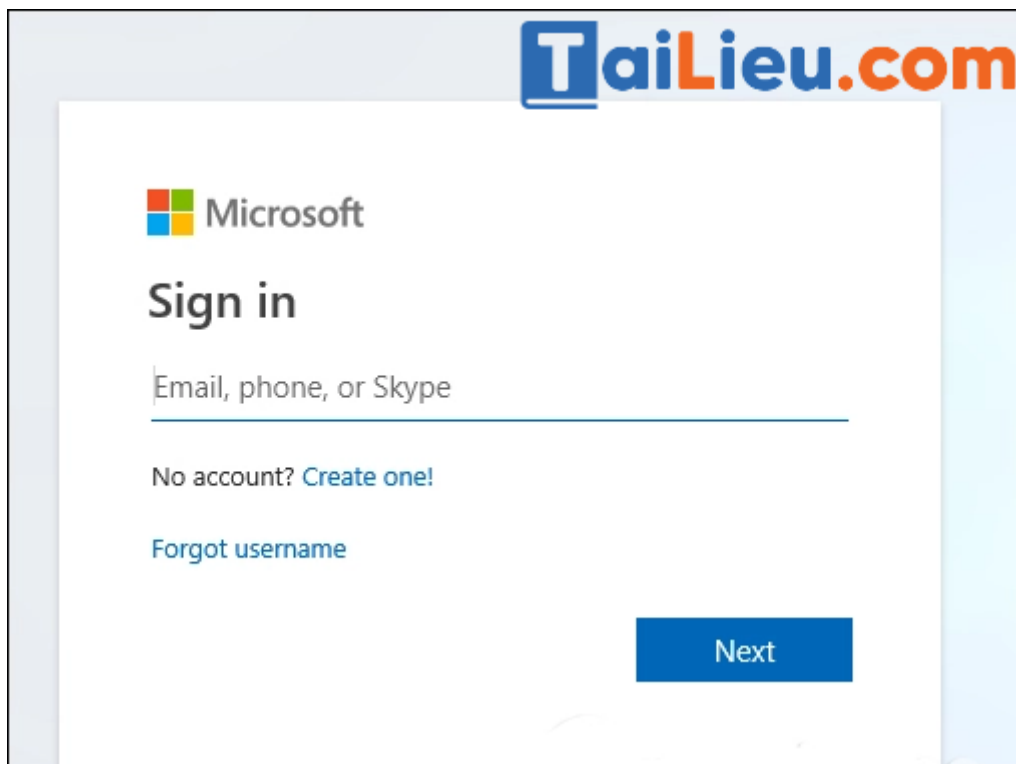 TaiLieu.com
Microsoft
Sign in
Email, phone, or Skype
No account? Create one!
Forgot username
Next